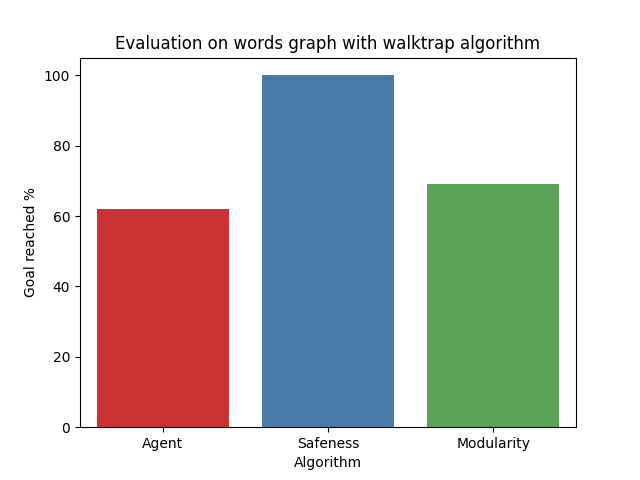 Evaluation on words graph with walktrap algorithm
100
80
60
40
20
0
Goal reached %
Agent Safeness Modularity
Algorithm